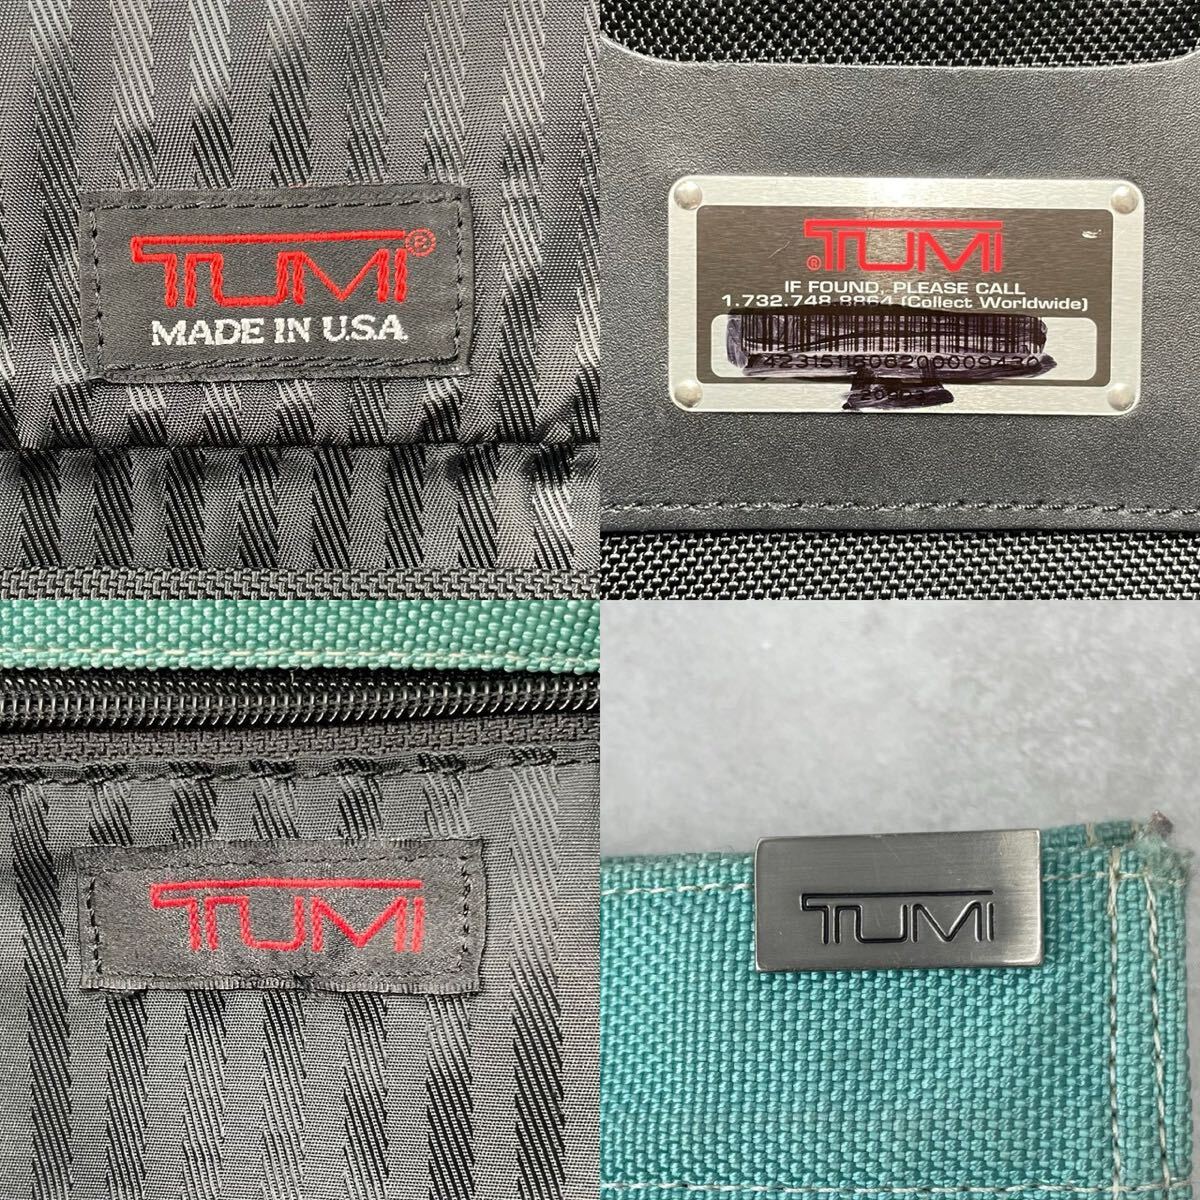 TUMI®
MADE IN U.S.A.
®TUMI
IF FOUND, PLEASE CALL
1.732.748.8864 (Collect Worldwide)
TUMI
TUMI